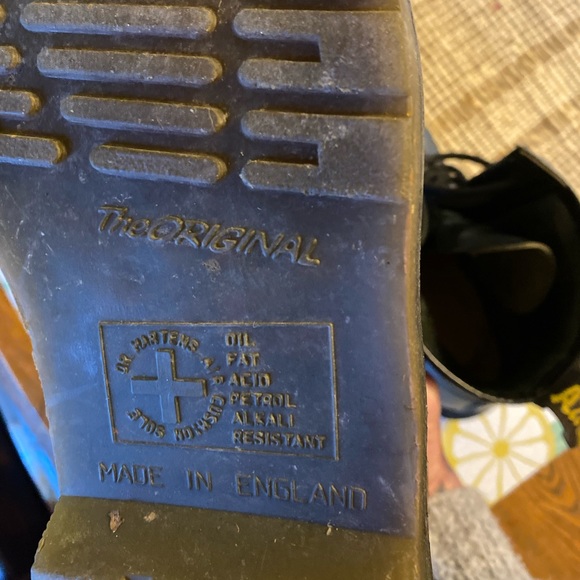 The ORIGINAL
DR MARTENS AIR CUSHION SOLE
OIL
FAT
ACID
PETROL
ALKALI
RESISTANT
MADE IN ENGLAND